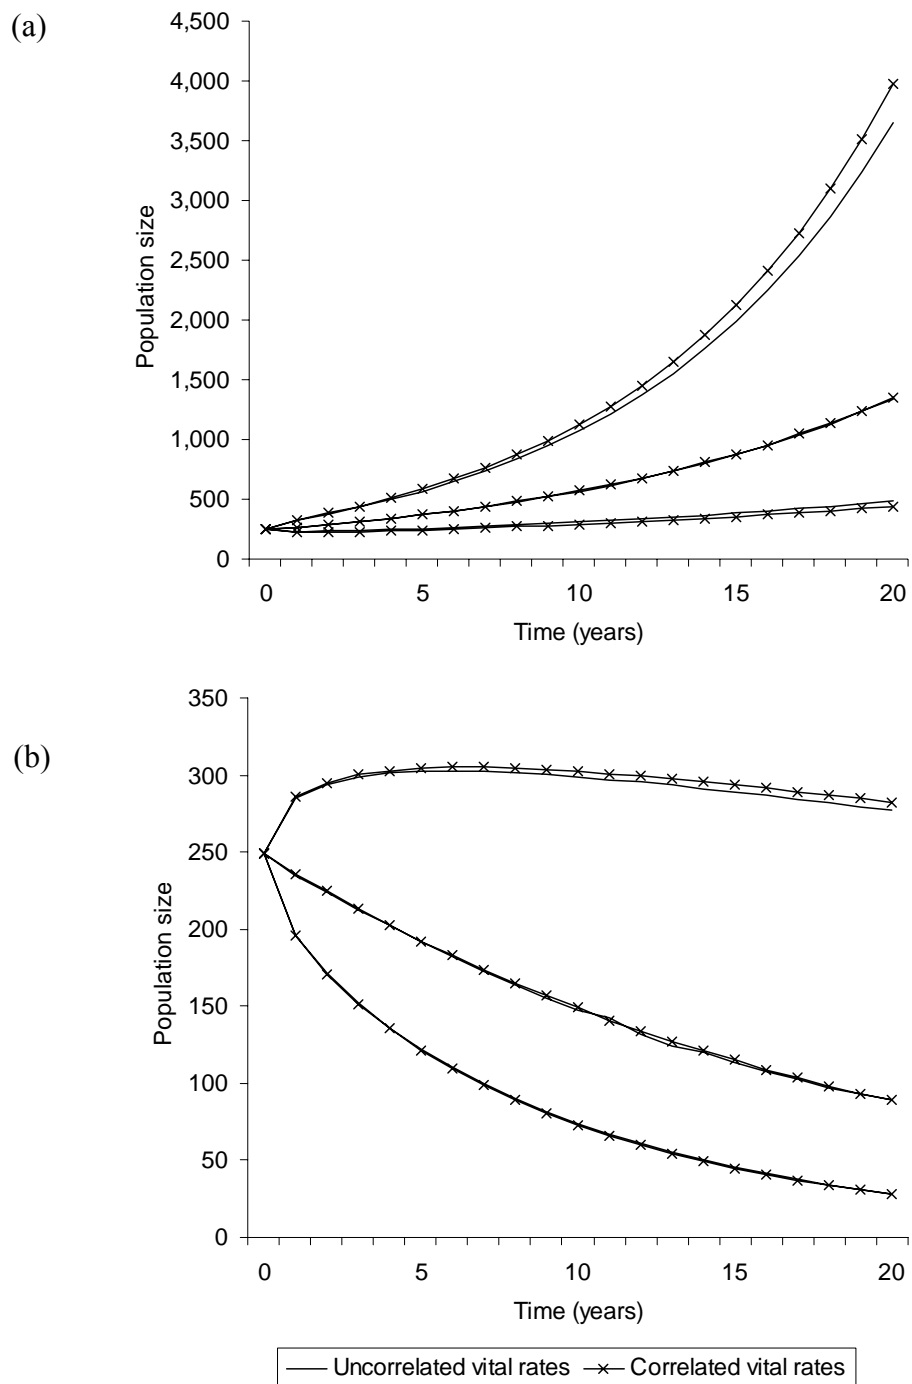 (a)
4,500
4,000
3,500
3,000
2,500
2,000
1,500
1,000
500
0
Population size
0 5 10 15 20
Time (years)
(b)
350
300
250
200
150
100
50
0
Population size
0 5 10 15 20
Time (years)
Uncorrelated vital rates Correlated vital rates